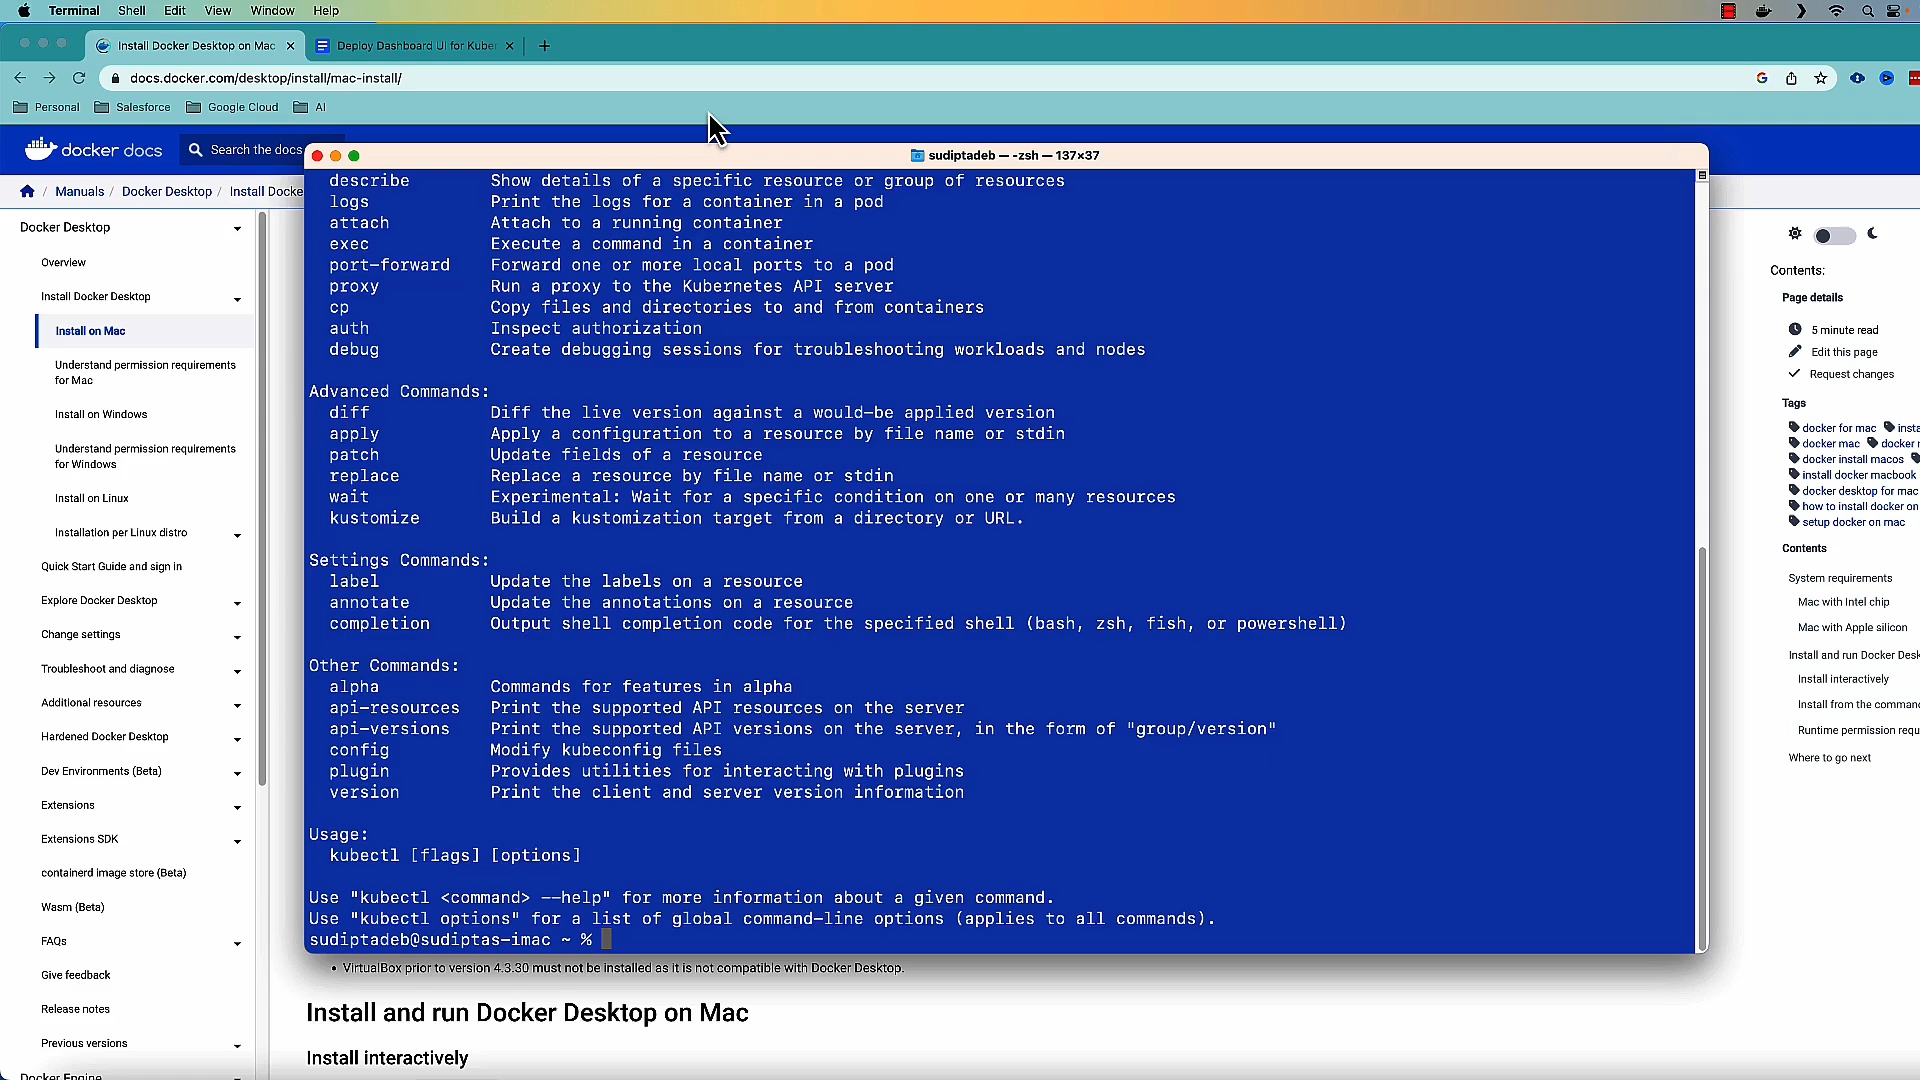 Terminal Shell Edit View Window Help
Install Docker Desktop on Mac
Deploy Dashboard UI for Kuber
docs.docker.com/desktop/install/mac-install/
Personal Salesforce Google Cloud AI
docker docs
Search the docs
sudiptadeb — -zsh — 137×37
Manuals / Docker Desktop / Install Docke
Docker Desktop
Overview
Install Docker Desktop
Install on Mac
Understand permission requirements
for Mac
Install on Windows
Understand permission requirements
for Windows
Install on Linux
Installation per Linux distro
Quick Start Guide and sign in
Explore Docker Desktop
Change settings
Troubleshoot and diagnose
Additional resources
Hardened Docker Desktop
Dev Environments (Beta)
Extensions
Extensions SDK
containerd image store (Beta)
Wasm (Beta)
FAQs
Give feedback
Release notes
Previous versions
Docker Engine
describe Show details of a specific resource or group of resources
logs Print the logs for a container in a pod
attach Attach to a running container
exec Execute a command in a container
port-forward Forward one or more local ports to a pod
proxy Run a proxy to the Kubernetes API server
cp Copy files and directories to and from containers
auth Inspect authorization
debug Create debugging sessions for troubleshooting workloads and nodes
Advanced Commands:
diff Diff the live version against a would-be applied version
apply Apply a configuration to a resource by file name or stdin
patch Update fields of a resource
replace Replace a resource by file name or stdin
wait Experimental: Wait for a specific condition on one or many resources
kustomize Build a kustomization target from a directory or URL.
Settings Commands:
label Update the labels on a resource
annotate Update the annotations on a resource
completion Output shell completion code for the specified shell (bash, zsh, fish, or powershell)
Other Commands:
alpha Commands for features in alpha
api-resources Print the supported API resources on the server
api-versions Print the supported API versions on the server, in the form of "group/version"
config Modify kubeconfig files
plugin Provides utilities for interacting with plugins
version Print the client and server version information
Usage:
kubectl [flags] [options]
Use "kubectl <command> --help" for more information about a given command.
Use "kubectl options" for a list of global command-line options (applies to all commands).
sudiptadeb@sudiptas-imac ~ %
• VirtualBox prior to version 4.3.30 must not be installed as it is not compatible with Docker Desktop.
Install and run Docker Desktop on Mac
Install interactively
Contents:
Page details
5 minute read
Edit this page
Request changes
Tags
docker for mac insta
docker mac docker
docker install macos
install docker macbook
docker desktop for mac
how to install docker on
setup docker on mac
Contents
System requirements
Mac with Intel chip
Mac with Apple silicon
Install and run Docker Desk
Install interactively
Install from the comman
Runtime permission requ
Where to go next